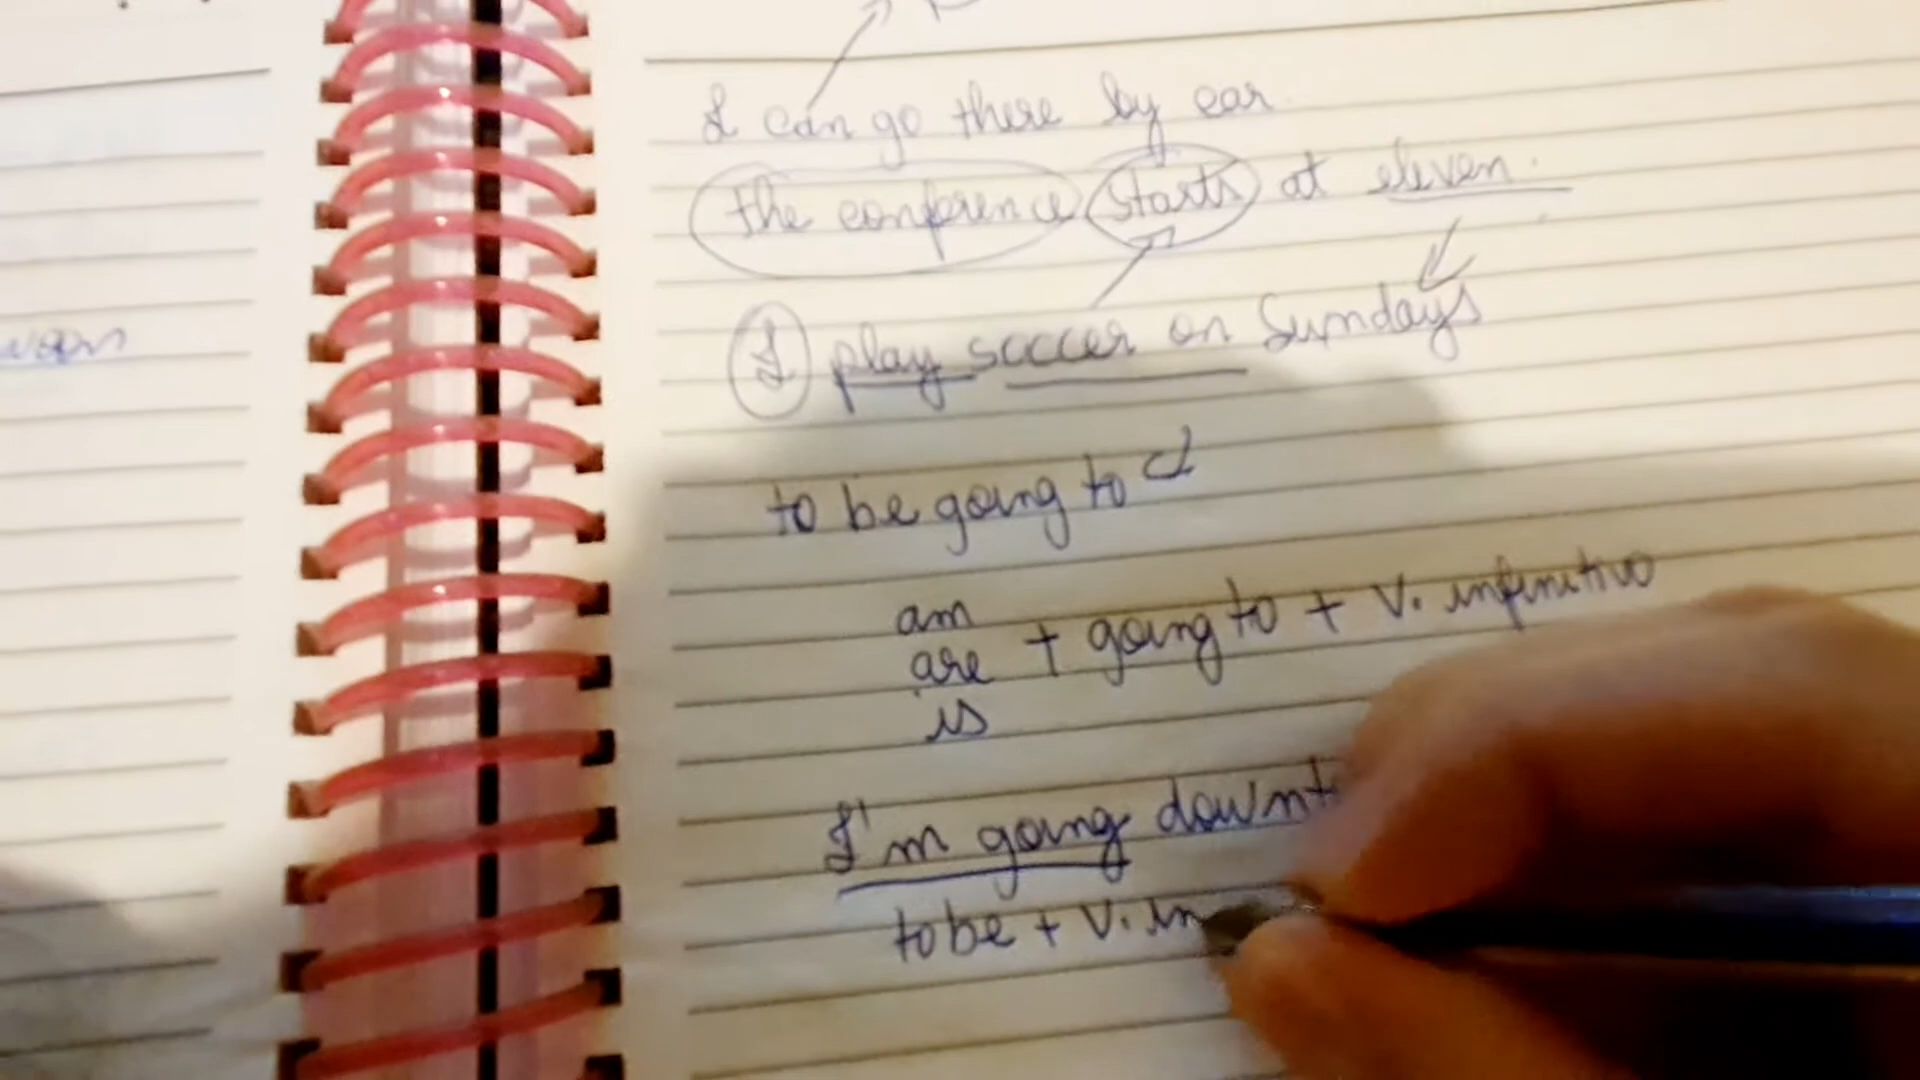 I can go there by car.
the conference starts at eleven.
I play soccer on Sundays
to be going to
am
are + going to + V. infinitivo
is
I'm going downt
to be + V. in